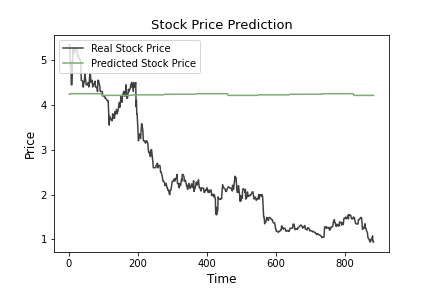 Stock Price Prediction
Real Stock Price
Predicted Stock Price
Price
5
4
3
2
1
0 200 400 600 800
Time